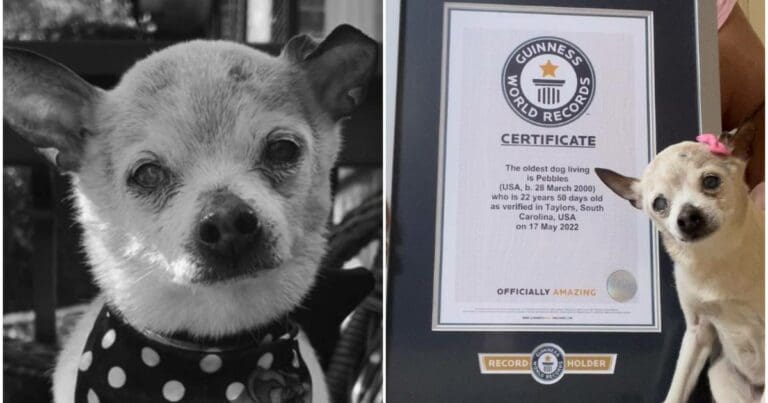 GUINNESS
WORLD RECORDS
CERTIFICATE
The oldest dog living
is Pebbles
(USA, b. 28 March 2000)
who is 22 years 50 days old
as verified in Taylors, South
Carolina, USA
on 17 May 2022
OFFICIALLY AMAZING
RECORD HOLDER